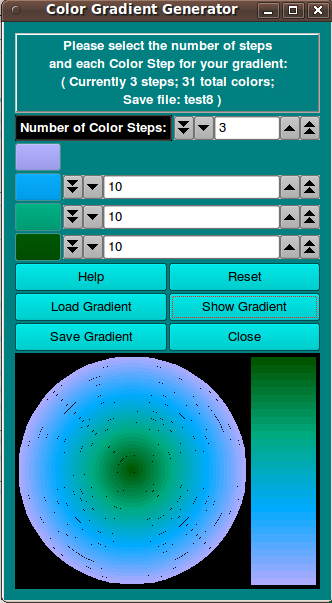 Color Gradient Generator
Please select the number of steps
and each Color Step for your gradient:
( Currently 3 steps; 31 total colors;
Save file: test8 )
Number of Color Steps: 3
10
10
10
Help Reset
Load Gradient Show Gradient
Save Gradient Close